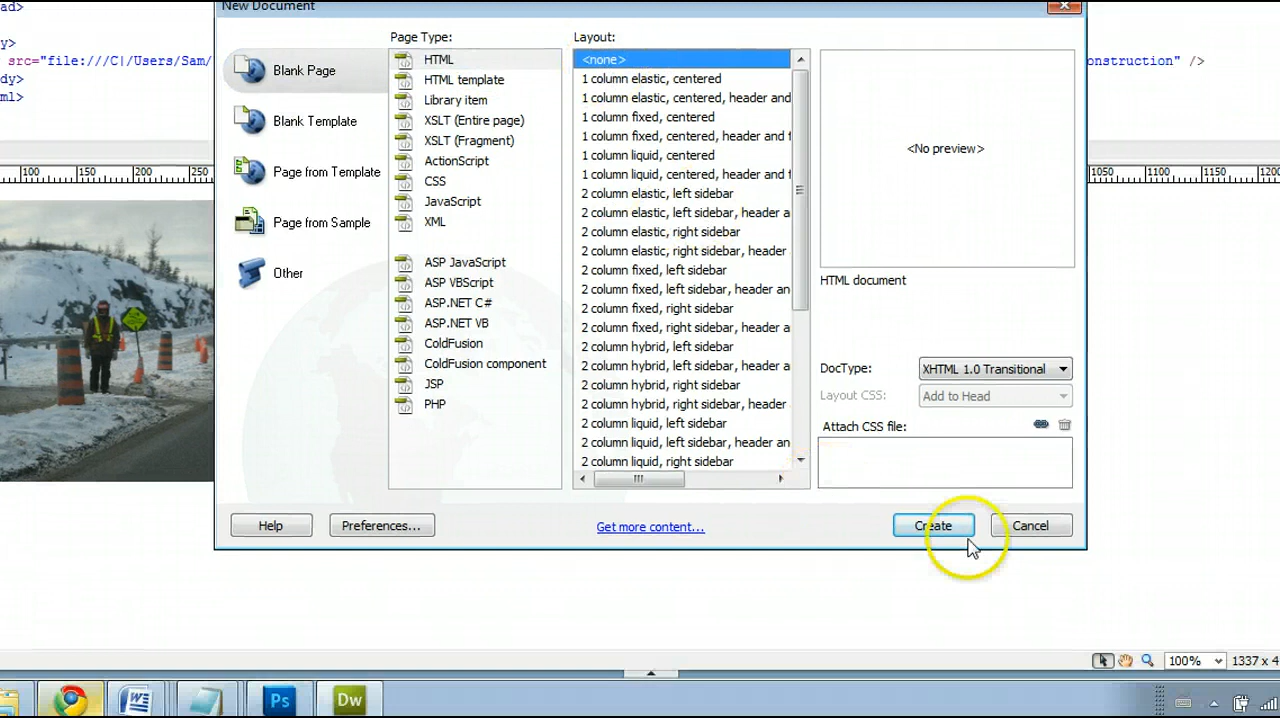 ad>
New Document
y>
src="file:///C|/Users/Sam/
onstruction" />
dy>
ml>
Page Type:
Layout:
Blank Page
Blank Template
Page from Template
Page from Sample
Other
HTML
HTML template
Library item
XSLT (Entire page)
XSLT (Fragment)
ActionScript
CSS
JavaScript
XML
ASP JavaScript
ASP VBScript
ASP.NET C#
ASP.NET VB
ColdFusion
ColdFusion component
JSP
PHP
<none>
1 column elastic, centered
1 column elastic, centered, header and
1 column fixed, centered
1 column fixed, centered, header and f
1 column liquid, centered
1 column liquid, centered, header and f
2 column elastic, left sidebar
2 column elastic, left sidebar, header a
2 column elastic, right sidebar
2 column elastic, right sidebar, header
2 column fixed, left sidebar
2 column fixed, left sidebar, header an
2 column fixed, right sidebar
2 column fixed, right sidebar, header a
2 column hybrid, left sidebar
2 column hybrid, left sidebar, header a
2 column hybrid, right sidebar
2 column hybrid, right sidebar, header
2 column liquid, left sidebar
2 column liquid, left sidebar, header an
2 column liquid, right sidebar
<No preview>
HTML document
DocType:
XHTML 1.0 Transitional
Layout CSS:
Add to Head
Attach CSS file:
Help
Preferences...
Get more content...
Create
Cancel
100 150 200 250
1050 1100 1150 1200
100%
1337 x 4
Ps
Dw